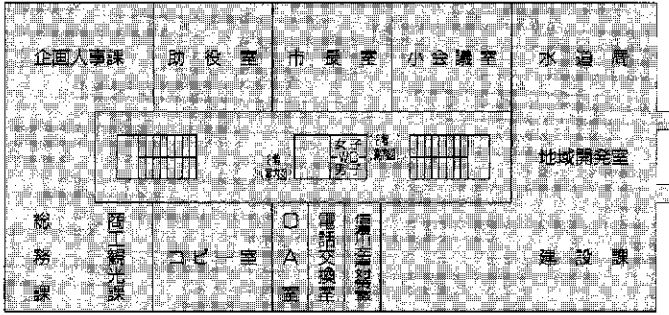 企画人事課 助役室 市長室 小会議室 水道局
女子
WC
男子
地域開発室
総務課 商工観光課 コピー室 OA室 電話交換室 建設課